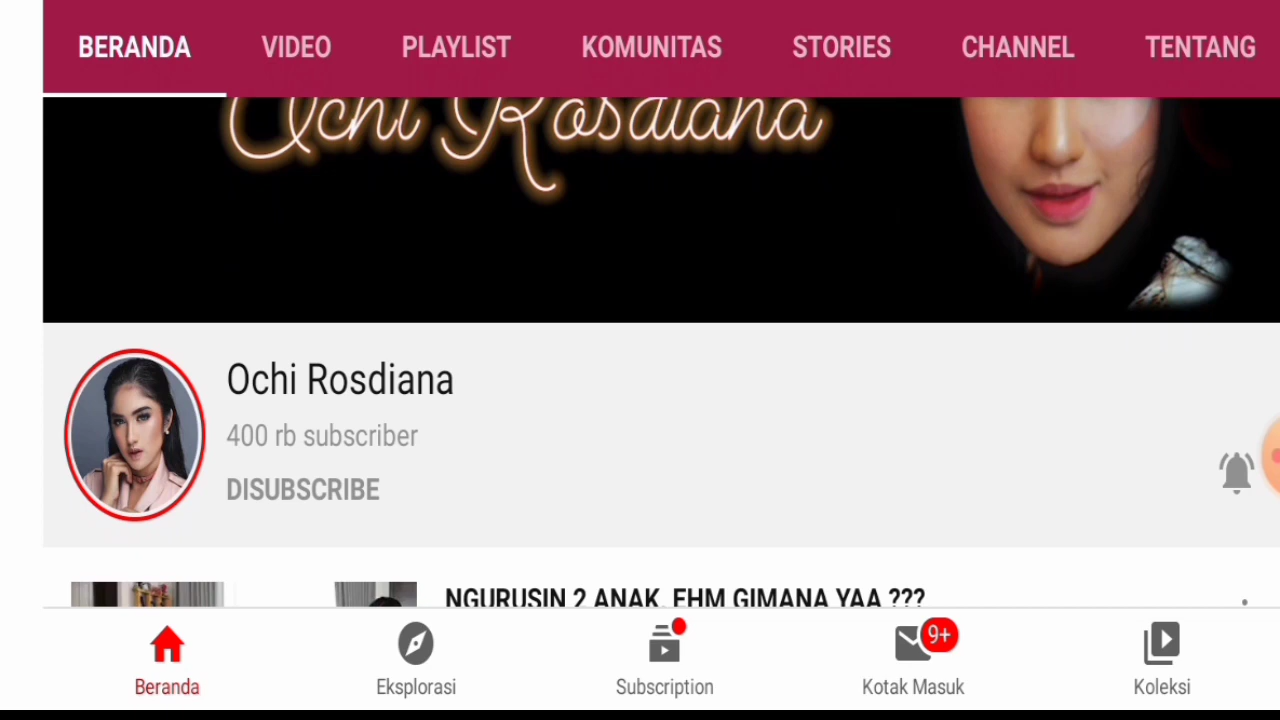 BERANDA VIDEO PLAYLIST KOMUNITAS STORIES CHANNEL TENTANG
Ochi Rosdiana
Ochi Rosdiana
400 rb subscriber
DISUBSCRIBE
NGURUSIN 2 ANAK, EHM GIMANA YAA ???
9+
Beranda Eksplorasi Subscription Kotak Masuk Koleksi